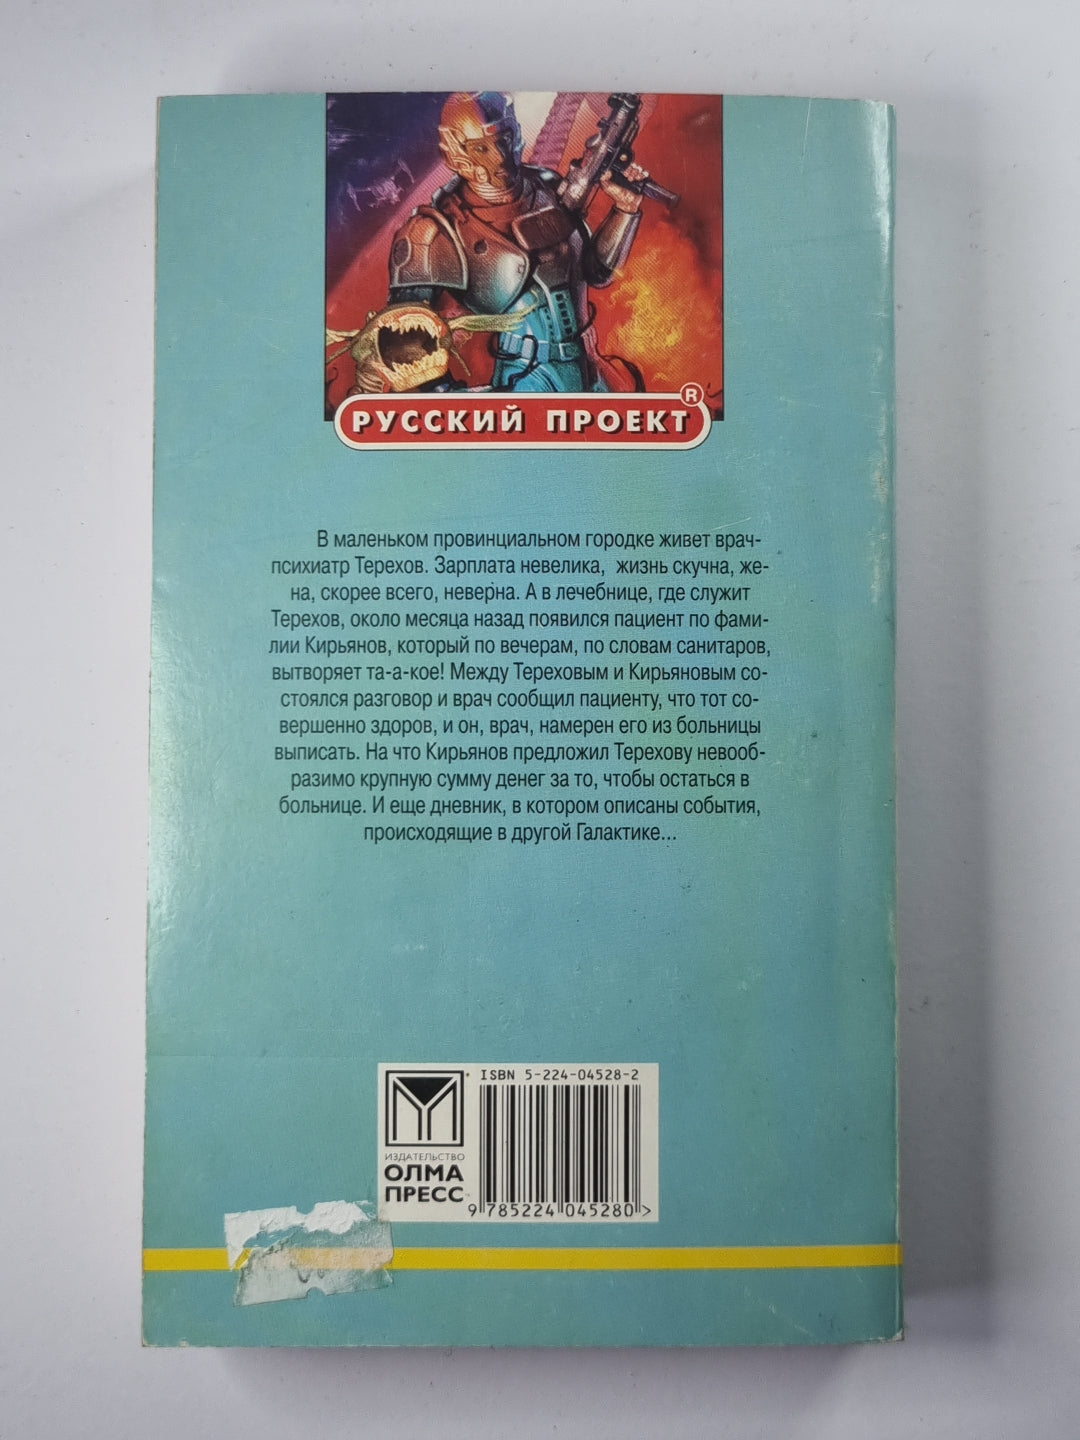 РУССКИЙ ПРОЕКТ ®
В маленьком провинциальном городке живет врач-
психиатр Терехов. Зарплата невелика, жизнь скучна, же-
на, скорее всего, неверна. А в лечебнице, где служит
Терехов, около месяца назад появился пациент по фами-
лии Кирьянов, который по вечерам, по словам санитаров,
вытворяет та-а-кое! Между Тереховым и Кирьяновым со-
стоялся разговор и врач сообщил пациенту, что тот со-
вершенно здоров, и он, врач, намерен его из больницы
выписать. На что Кирьянов предложил Терехову невооб-
разимо крупную сумму денег за то, чтобы остаться в
больнице. И еще дневник, в котором описаны события,
происходящие в другой Галактике...
ISBN 5-224-04528-2
ИЗДАТЕЛЬСТВО
ОЛМА
ПРЕСС
9 785224 045280 >